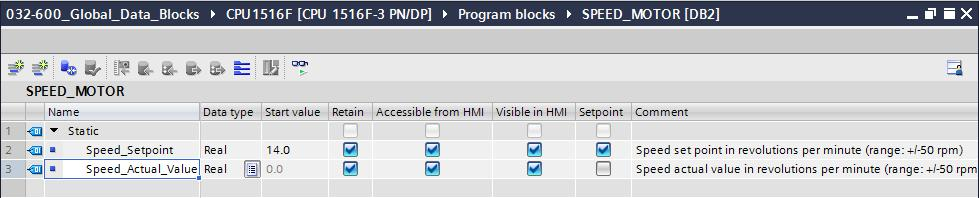 032-600_Global_Data_Blocks ▸ CPU1516F [CPU 1516F-3 PN/DP] ▸ Program blocks ▸ SPEED_MOTOR [DB2]
SPEED_MOTOR
Name Data type Start value Retain Accessible from HMI Visible in HMI Setpoint Comment
1 Static
2 Speed_Setpoint Real 14.0 Speed set point in revolutions per minute (range: +/-50 rpm)
3 Speed_Actual_Value Real 0.0 Speed actual value in revolutions per minute (range: +/-50 rpm)